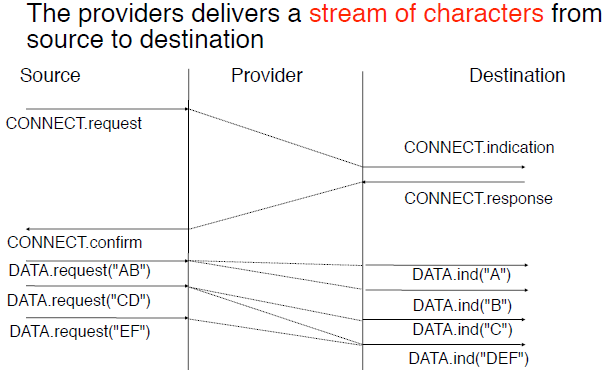 The providers delivers a stream of characters from
source to destination
Source Provider Destination
CONNECT.request
CONNECT.indication
CONNECT.response
CONNECT.confirm
DATA.request("AB") DATA.ind("A")
DATA.request("CD") DATA.ind("B")
DATA.request("EF") DATA.ind("C")
DATA.ind("DEF")